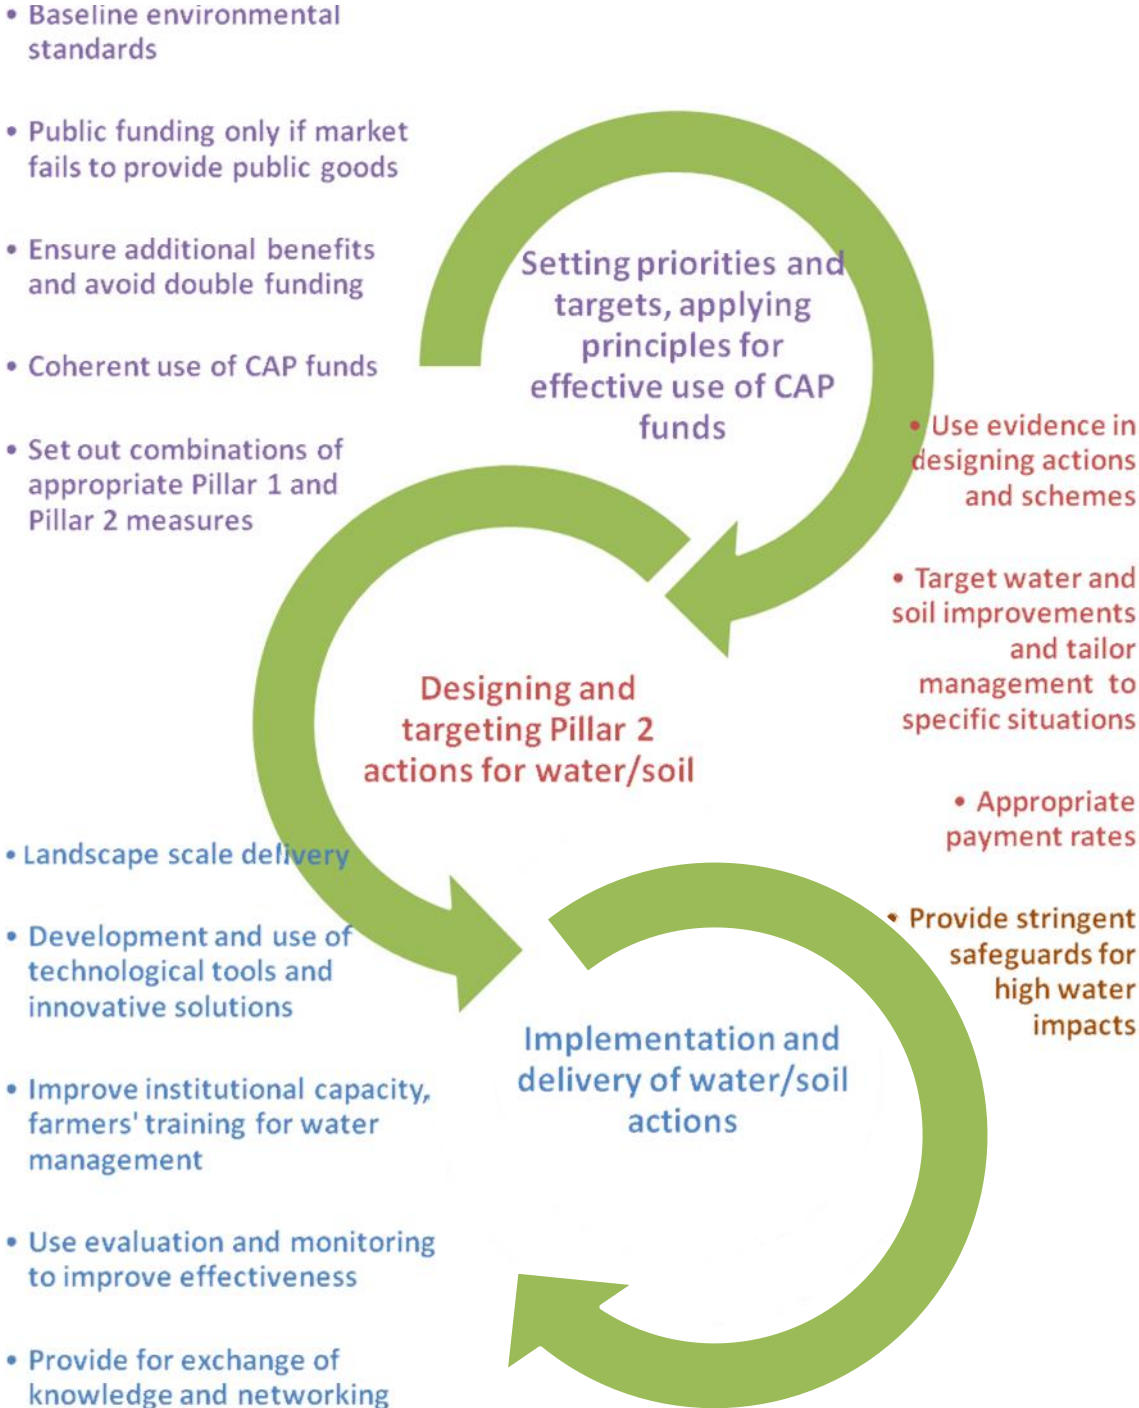 • Baseline environmental
standards
• Public funding only if market
fails to provide public goods
• Ensure additional benefits
and avoid double funding
• Coherent use of CAP funds
• Set out combinations of
appropriate Pillar 1 and
Pillar 2 measures
Setting priorities and
targets, applying
principles for
effective use of CAP
funds
• Use evidence in
designing actions
and schemes
• Target water and
soil improvements
and tailor
management to
specific situations
• Appropriate
payment rates
• Provide stringent
safeguards for
high water
impacts
Designing and
targeting Pillar 2
actions for water/soil
• Landscape scale delivery
• Development and use of
technological tools and
innovative solutions
• Improve institutional capacity,
farmers' training for water
management
• Use evaluation and monitoring
to improve effectiveness
• Provide for exchange of
knowledge and networking
Implementation and
delivery of water/soil
actions